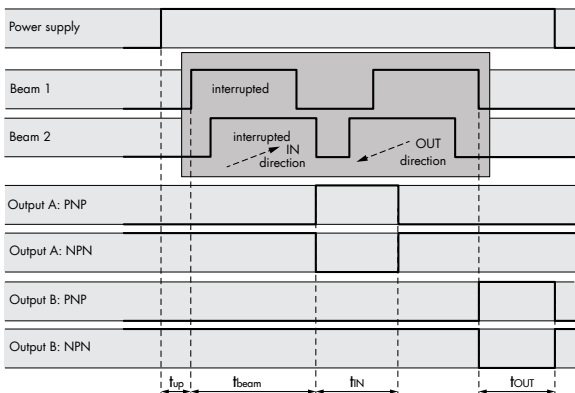 Power supply
Beam 1
interrupted
Beam 2
interrupted
IN
direction
OUT
direction
Output A: PNP
Output A: NPN
Output B: PNP
Output B: NPN
tup
tbeam
tIN
tOUT